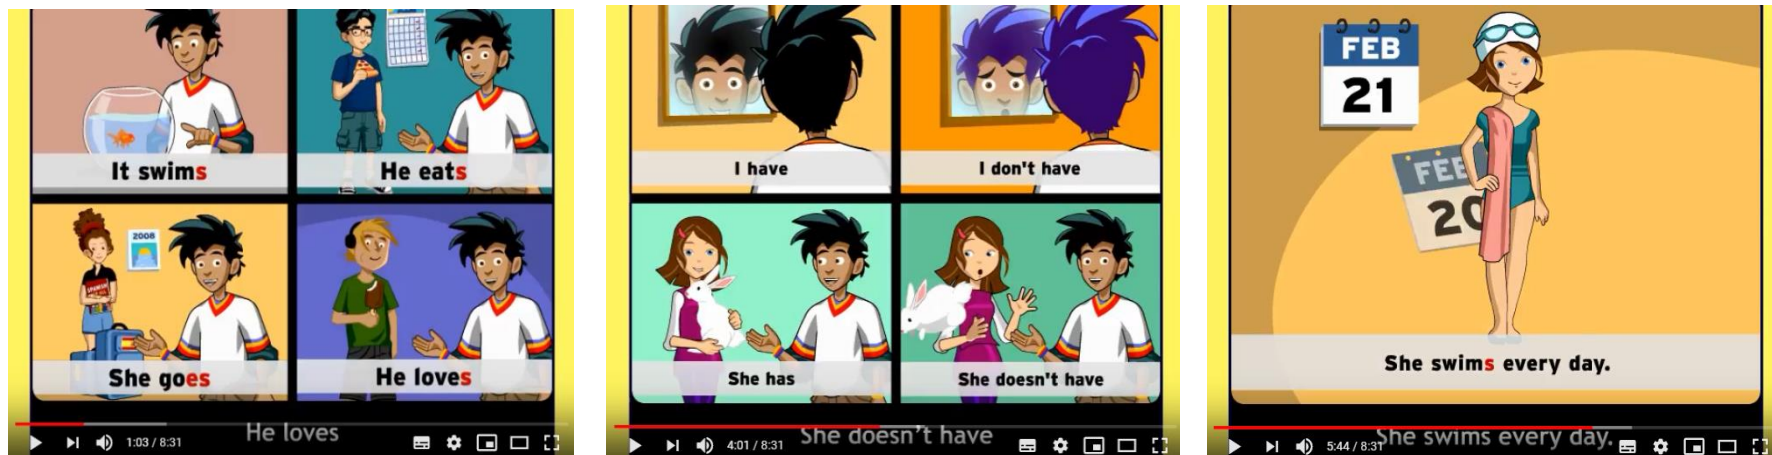 It swims
He eats
2008
SPANISH
She goes
He loves
1:03 / 8:31
He loves
I have
I don't have
She has
She doesn't have
4:01 / 8:31
She doesn't have
FEB
21
FEB
20
She swims every day.
5:44 / 8:31
She swims every day.